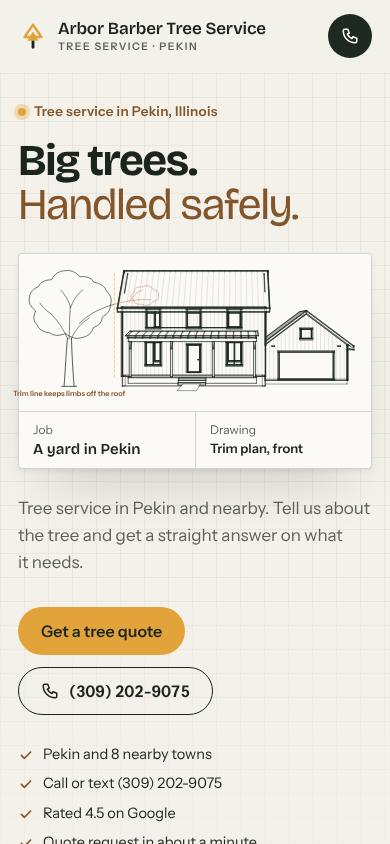 Arbor Barber Tree Service
TREE SERVICE · PEKIN
Tree service in Pekin, Illinois
Big trees.
Handled safely.
Trim line keeps limbs off the roof
Job
A yard in Pekin
Drawing
Trim plan, front
Tree service in Pekin and nearby. Tell us about
the tree and get a straight answer on what
it needs.
Get a tree quote
(309) 202-9075
Pekin and 8 nearby towns
Call or text (309) 202-9075
Rated 4.5 on Google
Quote request in about a minute